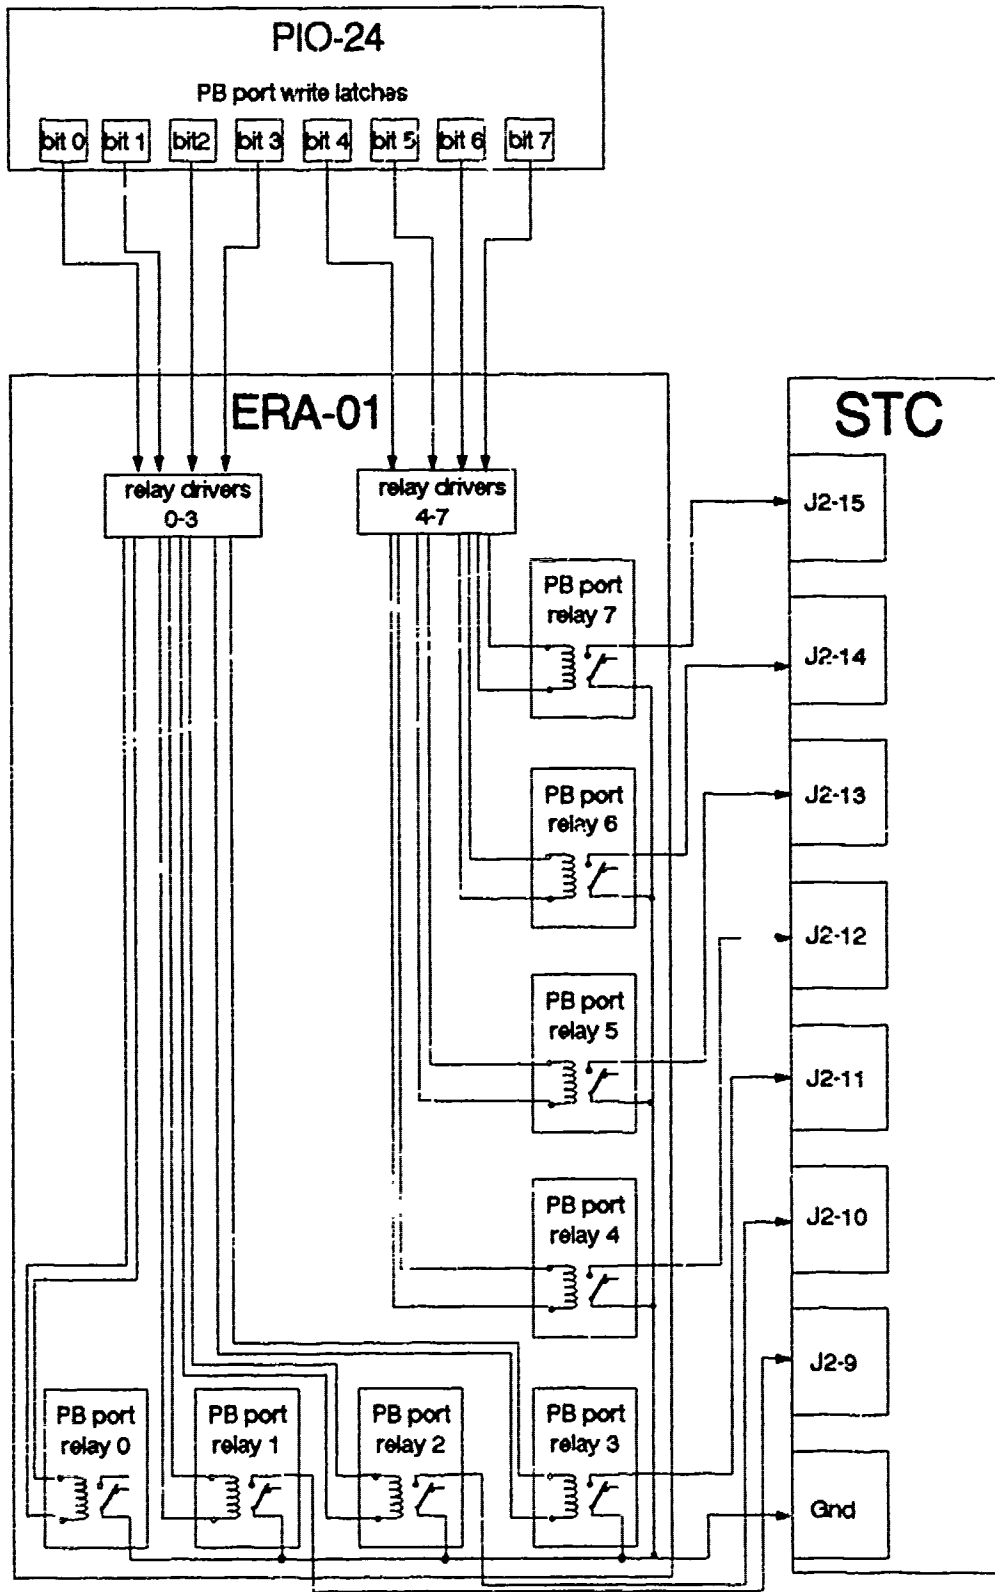 PIO-24
PB port write latches
bit 0 bit 1 bit2 bit 3 bit 4 bit 5 bit 6 bit 7
ERA-01
STC
relay drivers
0-3
relay drivers
4-7
J2-15
PB port
relay 7
J2-14
PB port
relay 6
J2-13
J2-12
PB port
relay 5
J2-11
PB port
relay 4
J2-10
J2-9
PB port
relay 0
PB port
relay 1
PB port
relay 2
PB port
relay 3
Gnd